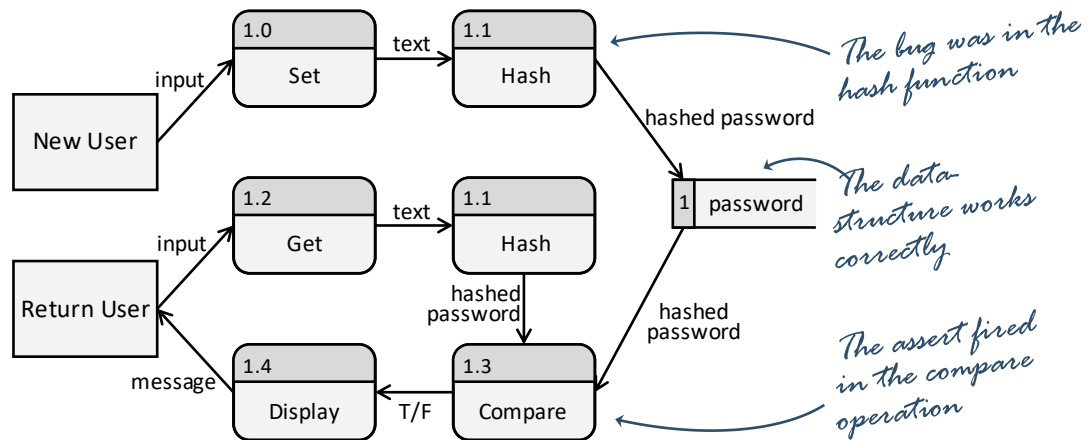 1.0
Set
text
1.1
Hash
The bug was in the
hash function
input
New User
hashed password
1.2
Get
text
1.1
Hash
1
password
The data-
structure works
correctly
input
Return User
hashed
password
hashed
password
message
1.4
Display
T/F
1.3
Compare
The assert fired
in the compare
operation